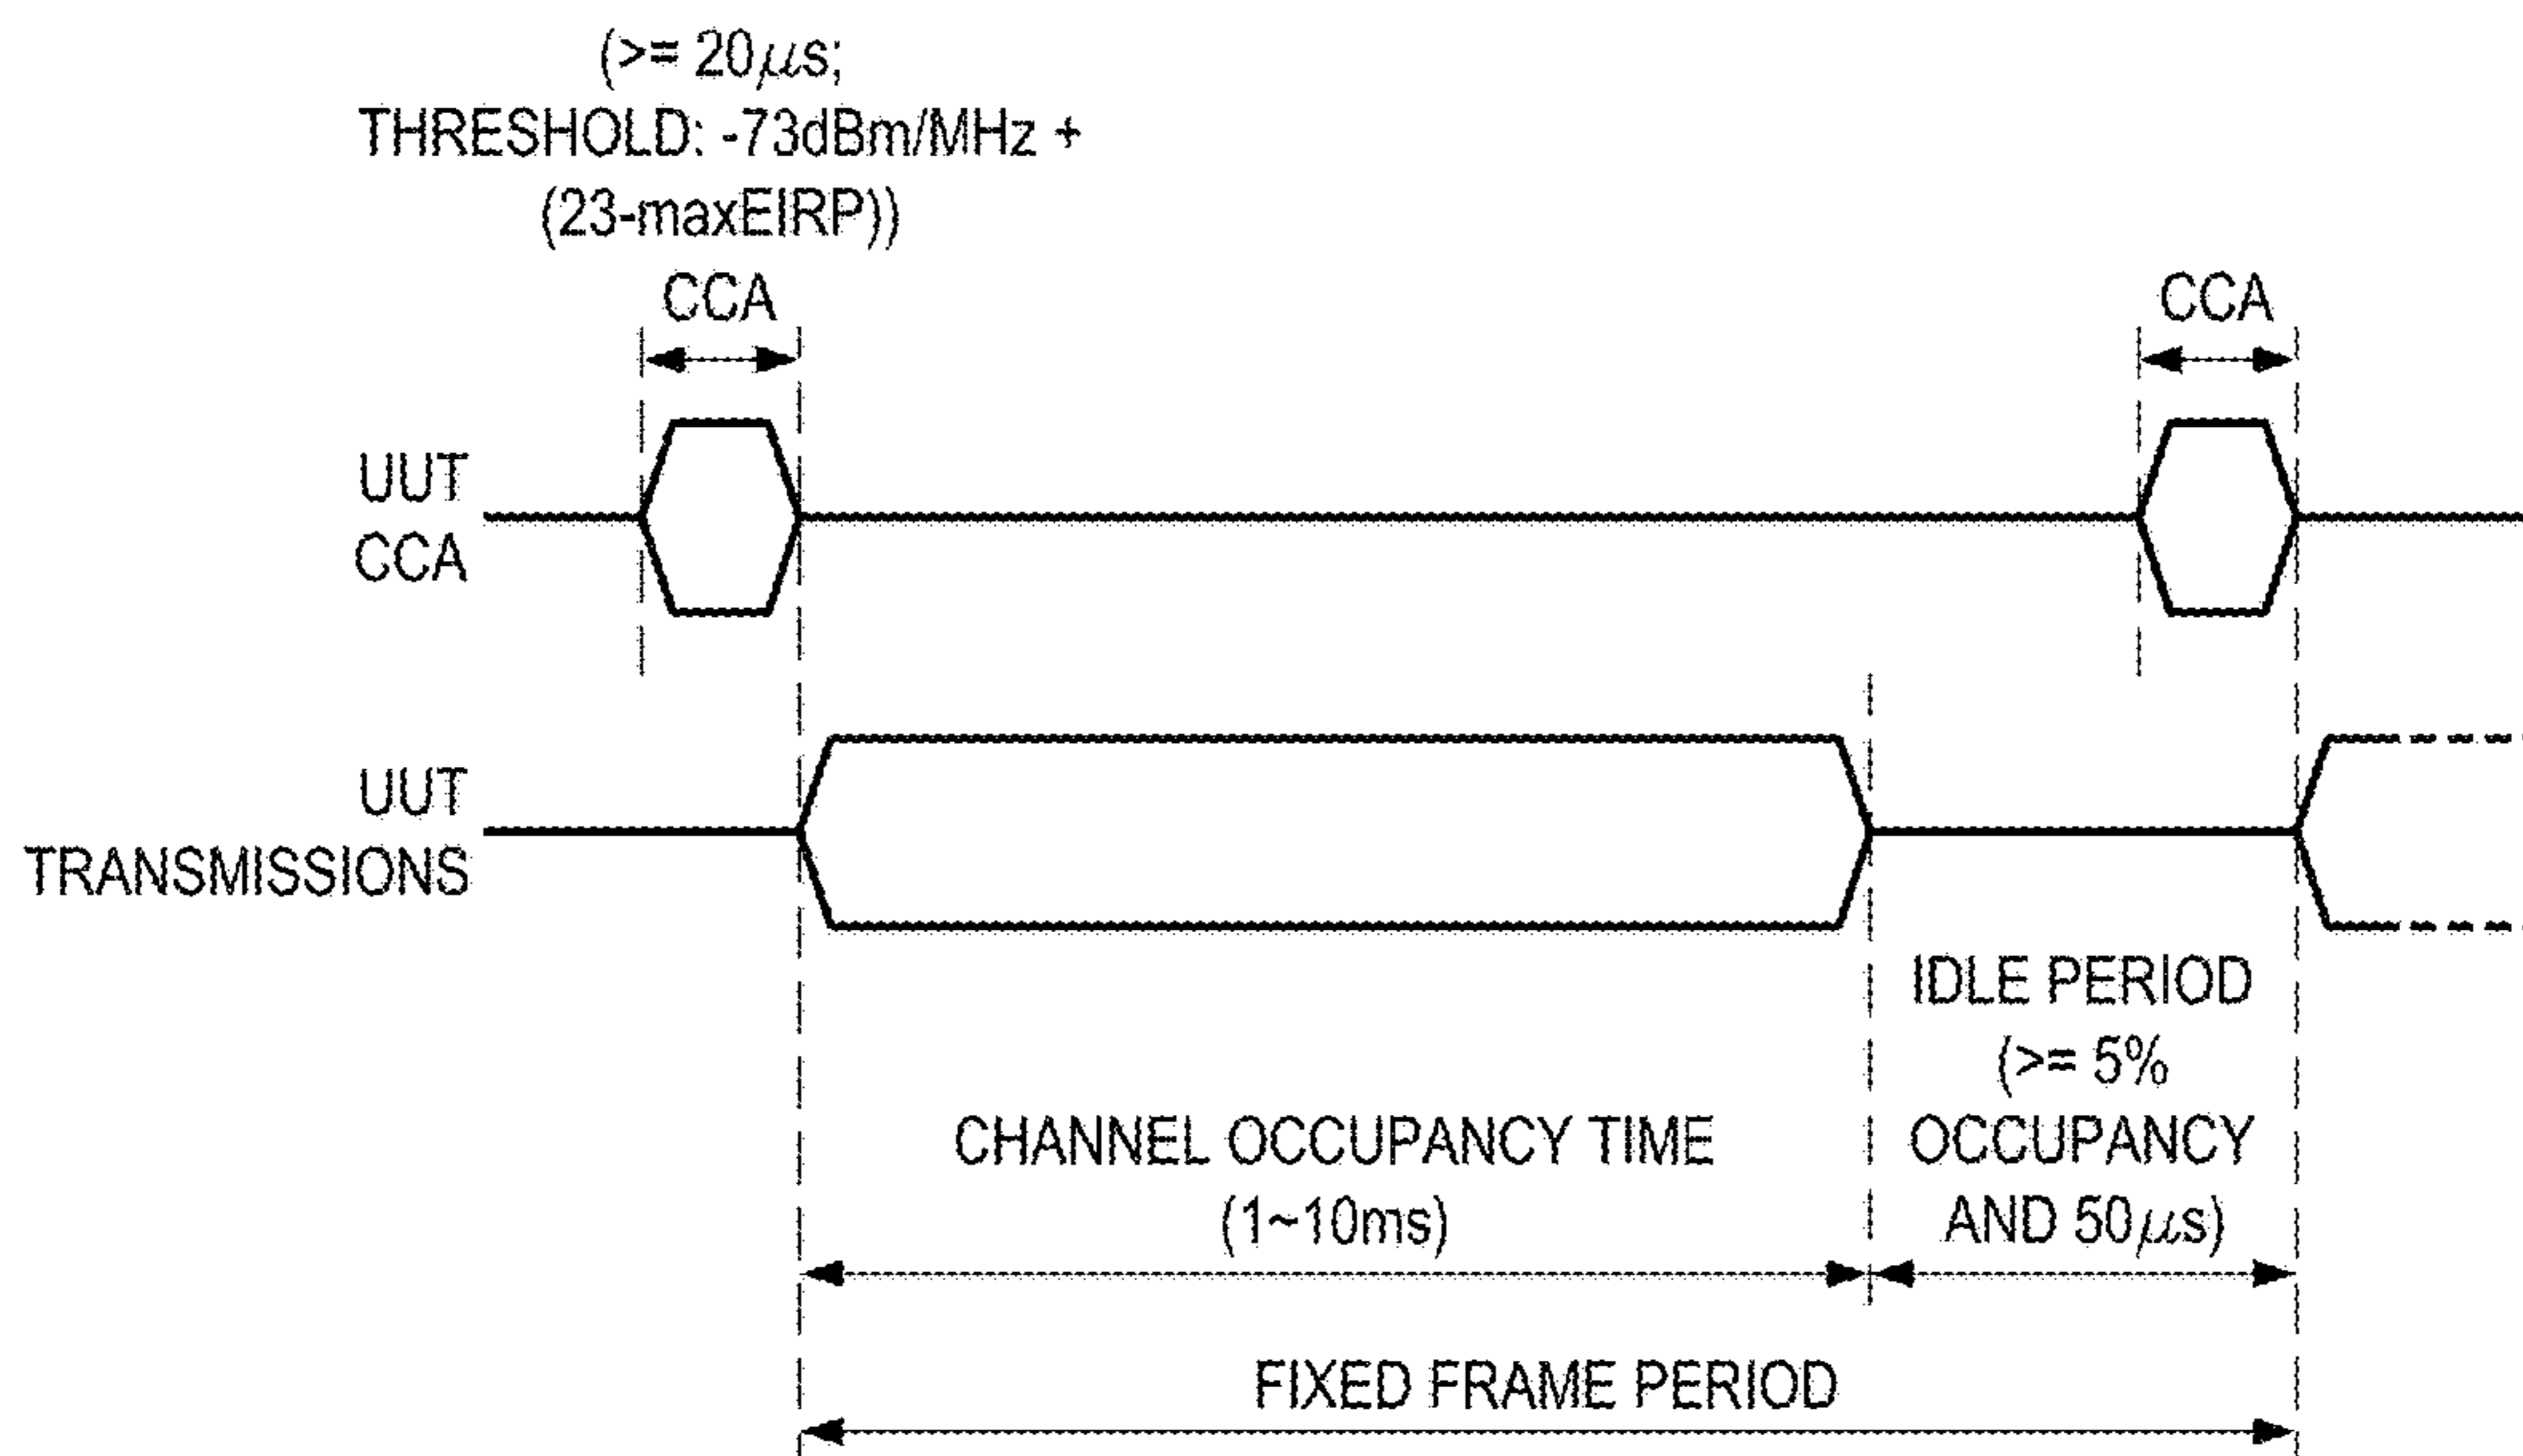 (>= 20μs;
THRESHOLD: -73dBm/MHz +
(23-maxEIRP))
CCA
CCA
UUT
CCA
UUT
TRANSMISSIONS
IDLE PERIOD
(>= 5%
OCCUPANCY
AND 50μs)
CHANNEL OCCUPANCY TIME
(1~10ms)
FIXED FRAME PERIOD